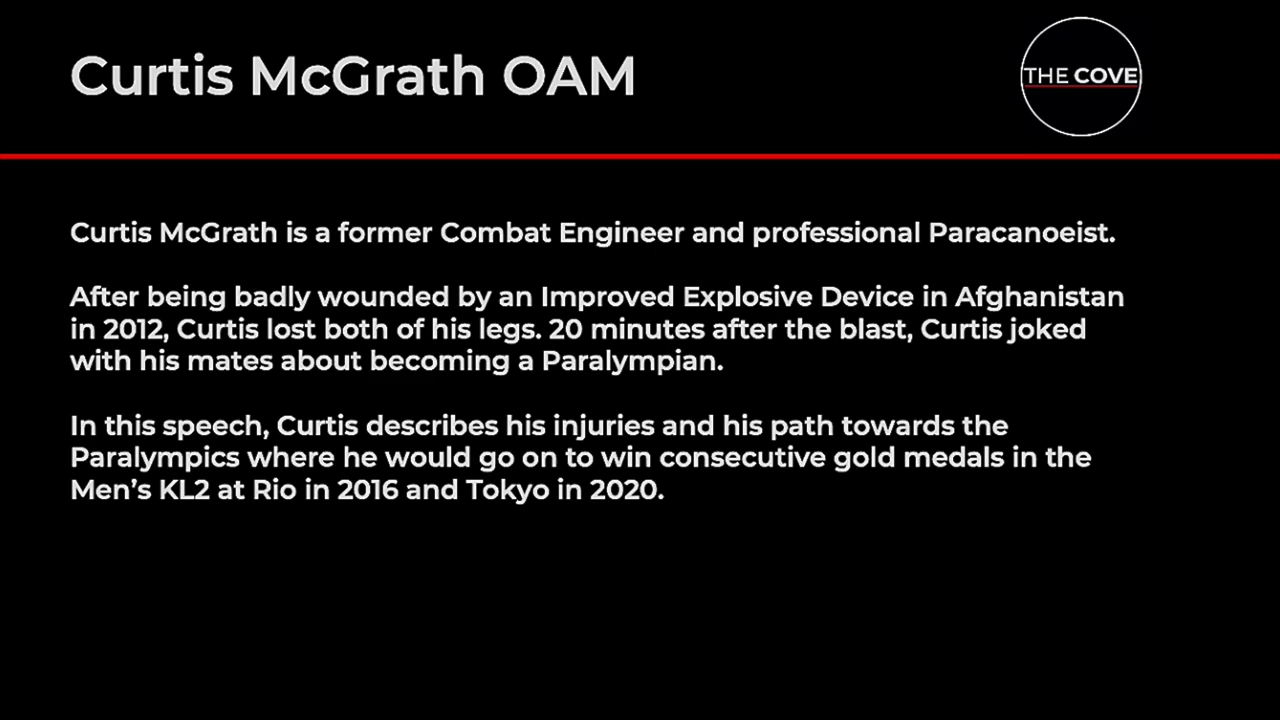 Curtis McGrath OAM
THE COVE
Curtis McGrath is a former Combat Engineer and professional Paracanoeist.
After being badly wounded by an Improved Explosive Device in Afghanistan
in 2012, Curtis lost both of his legs. 20 minutes after the blast, Curtis joked
with his mates about becoming a Paralympian.
In this speech, Curtis describes his injuries and his path towards the
Paralympics where he would go on to win consecutive gold medals in the
Men’s KL2 at Rio in 2016 and Tokyo in 2020.